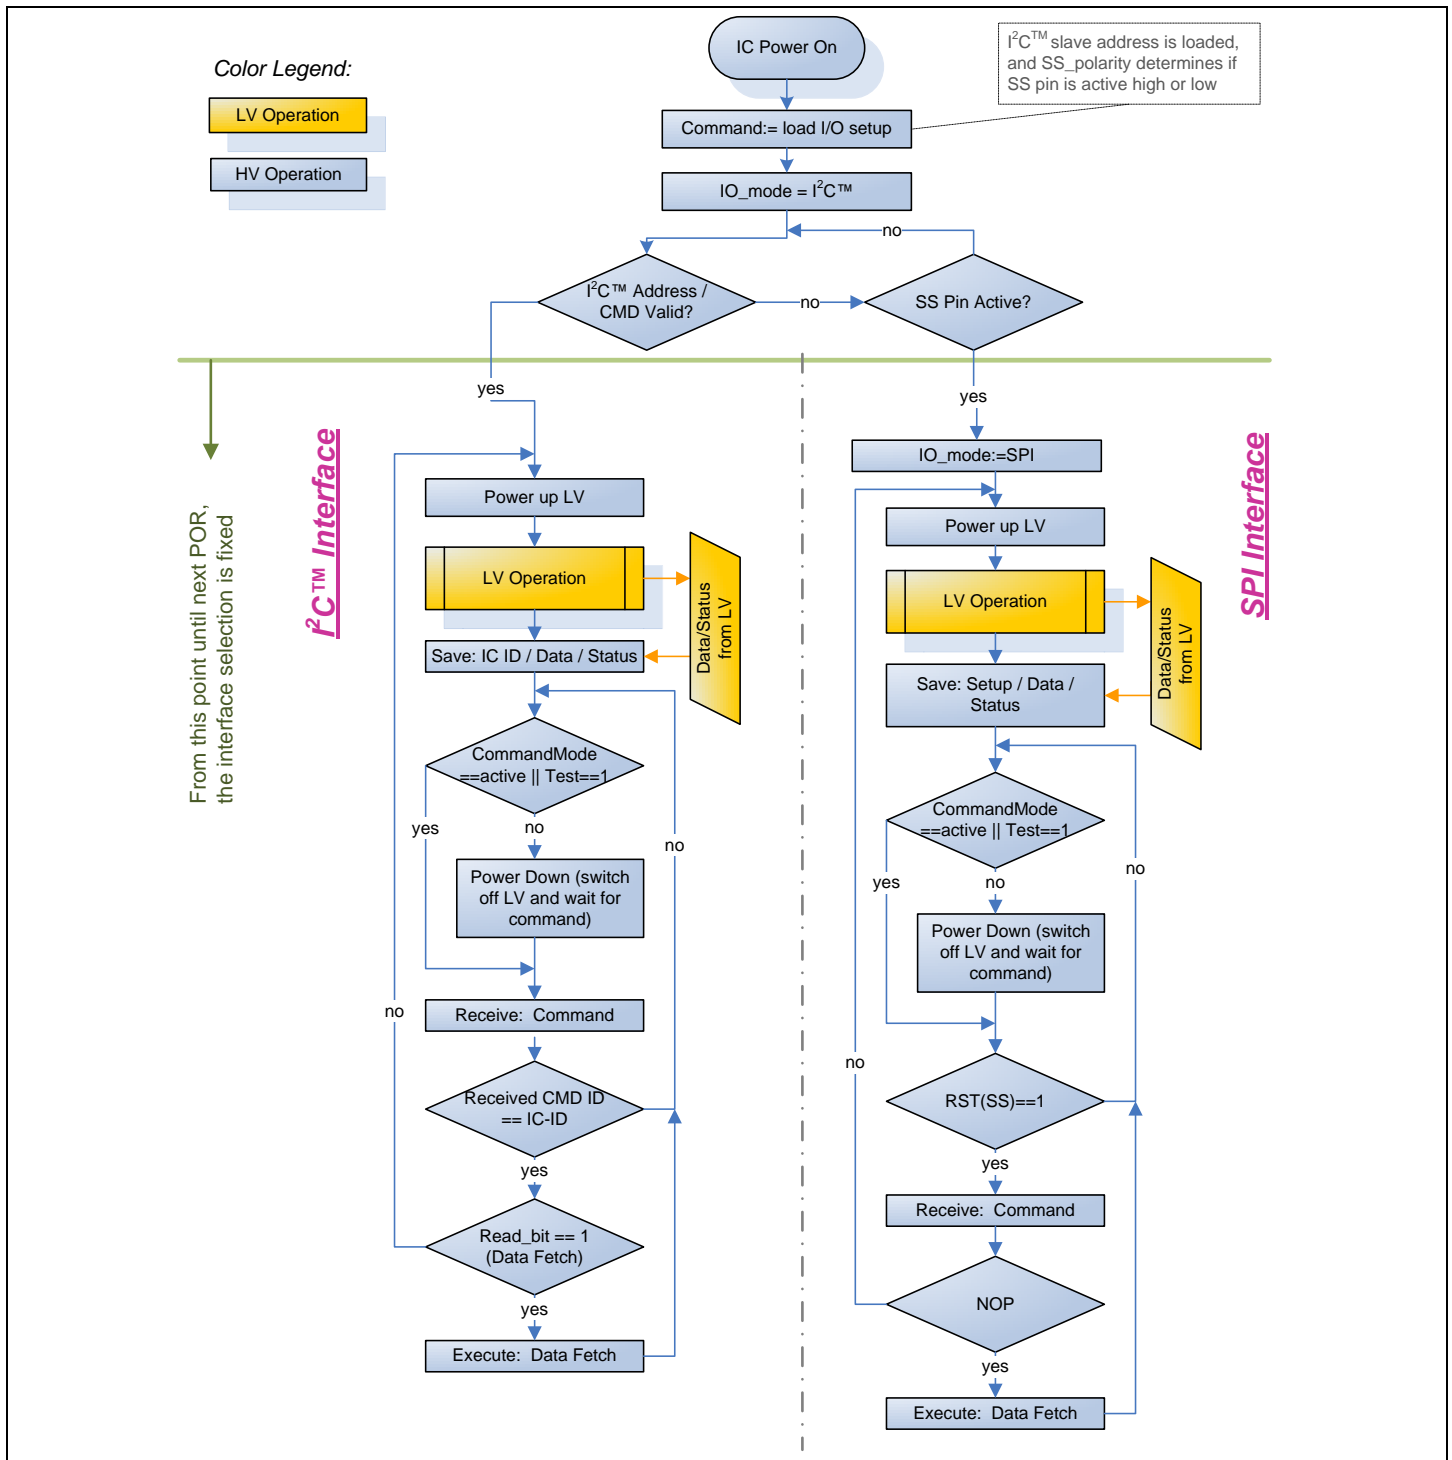 IC Power On
I²C™ slave address is loaded,
and SS_polarity determines if
SS pin is active high or low
Color Legend:
LV Operation
HV Operation
Command:= load I/O setup
IO_mode = I²C™
no
I²C™ Address /
CMD Valid?
no
SS Pin Active?
yes
yes
From this point until next POR,
the interface selection is fixed
I²C™ Interface
Power up LV
LV Operation
Data/Status
from LV
Save: IC ID / Data / Status
CommandMode
==active || Test==1
yes
no
no
Power Down (switch
off LV and wait for
command)
no
Receive: Command
Received CMD ID
== IC-ID
yes
Read_bit == 1
(Data Fetch)
yes
Execute: Data Fetch
SPI Interface
IO_mode:=SPI
Power up LV
LV Operation
Data/Status
from LV
Save: Setup / Data /
Status
CommandMode
==active || Test==1
yes
no
no
Power Down (switch
off LV and wait for
command)
no
RST(SS)==1
yes
Receive: Command
NOP
yes
Execute: Data Fetch